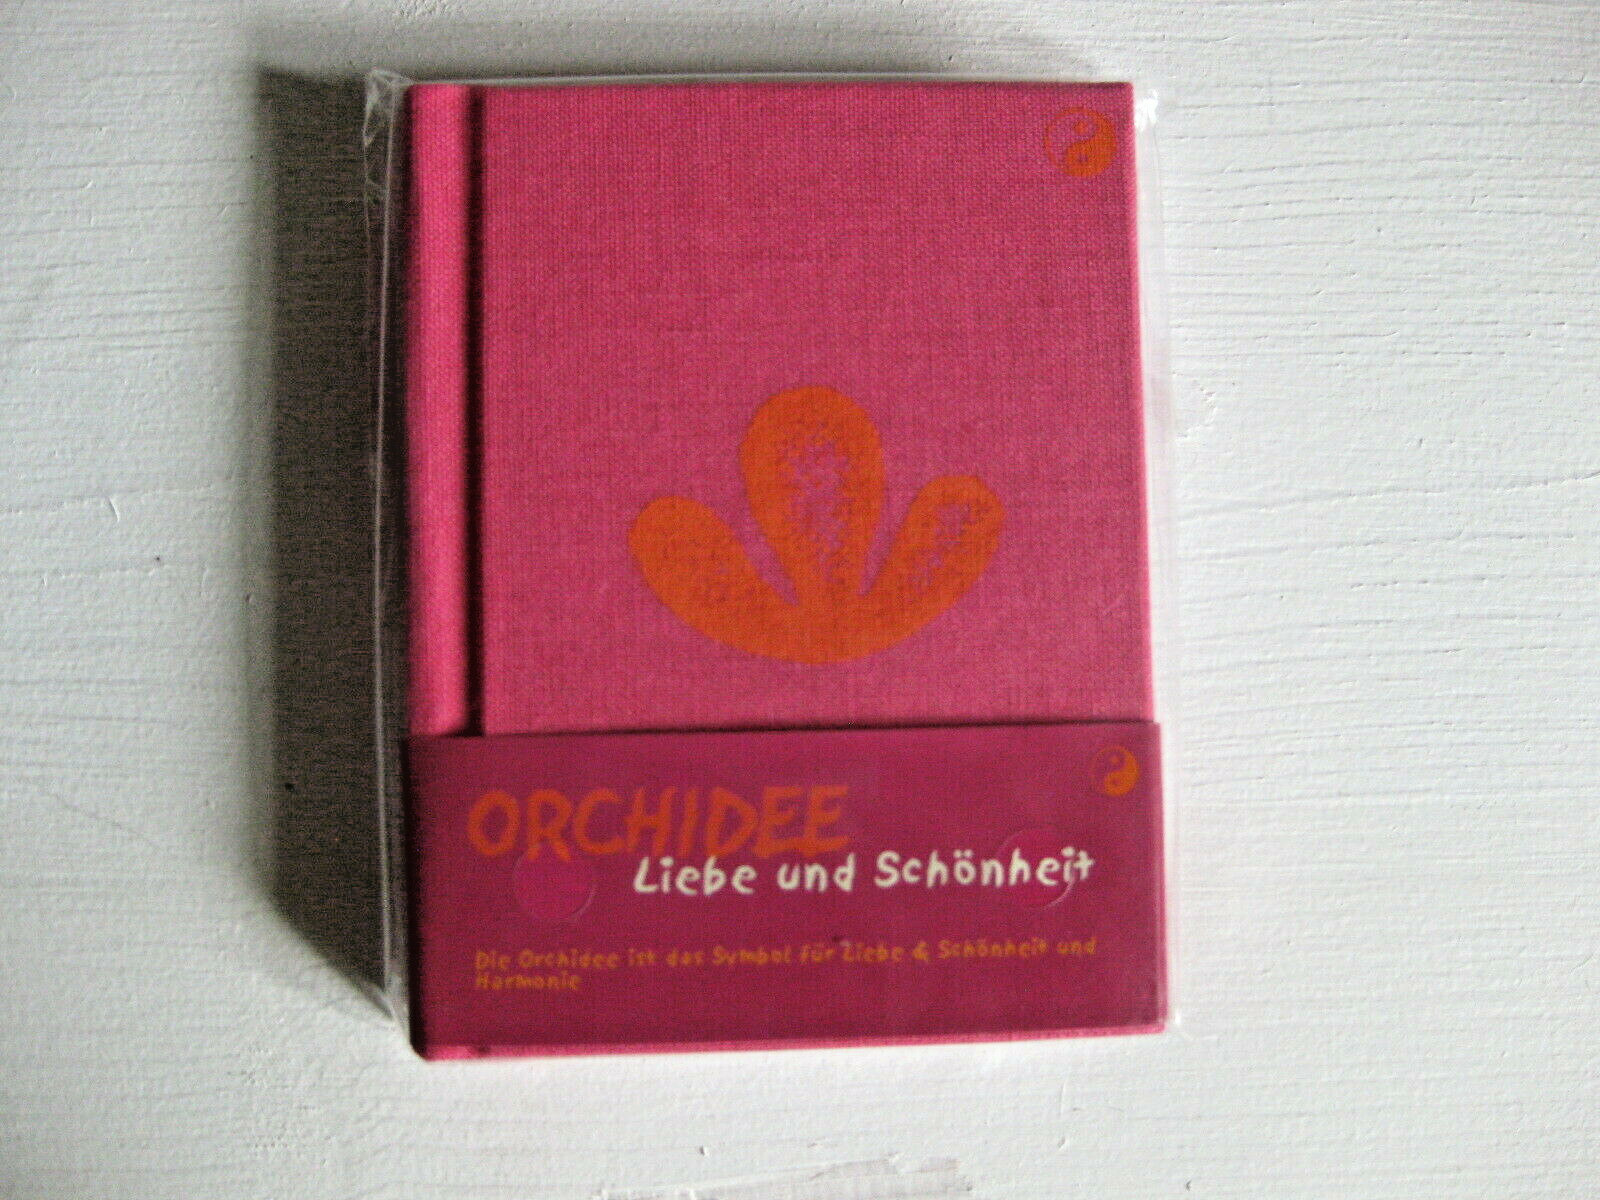 ORCHIDEE
Liebe und Schönheit
Die Orchidee ist das Symbol für Liebe & Schönheit und
Harmonie